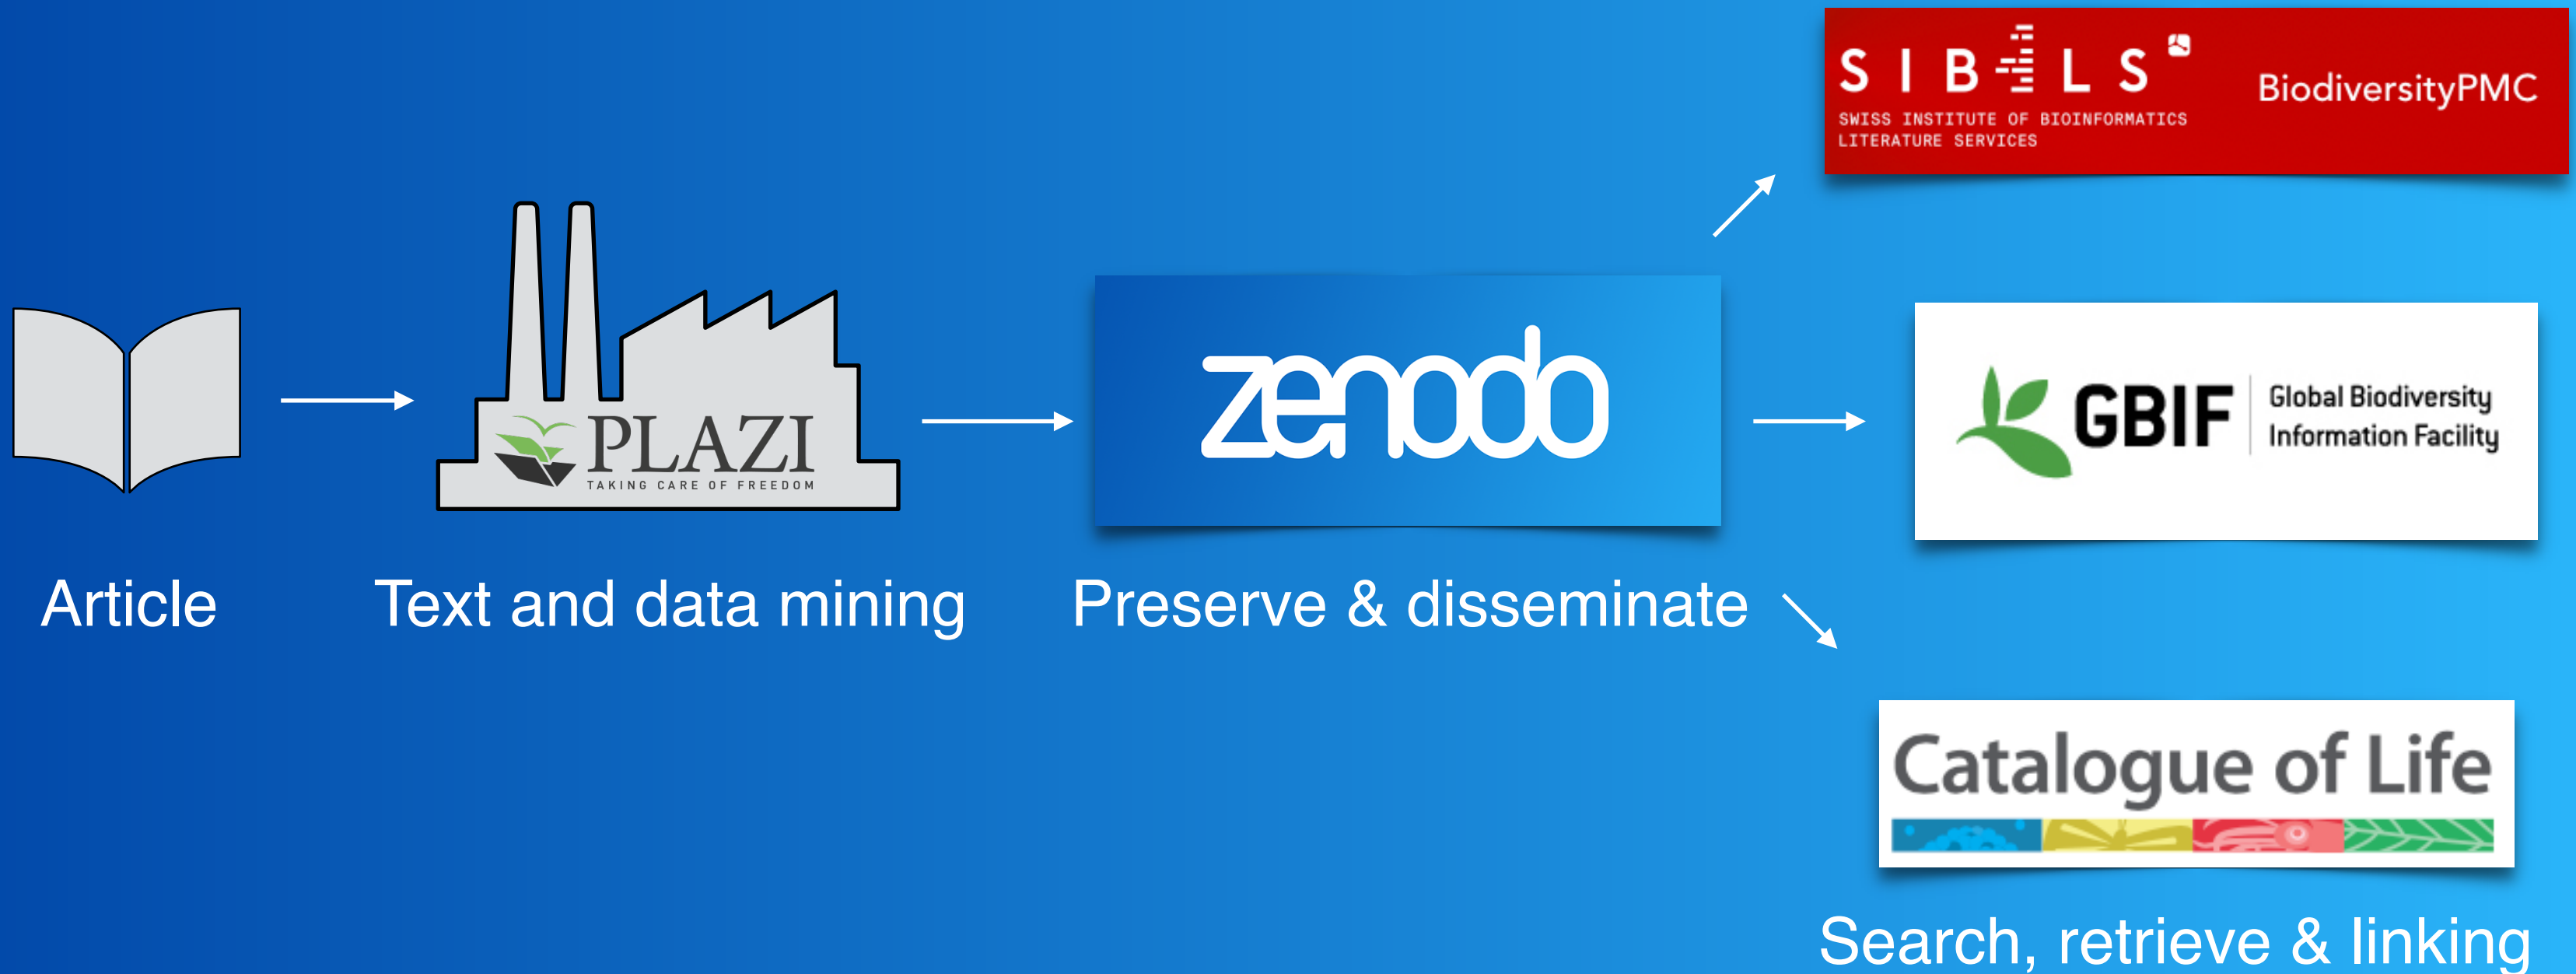 SIBiLS
BiodiversityPMC
SWISS INSTITUTE OF BIOINFORMATICS
LITERATURE SERVICES
PLAZI
TAKING CARE OF FREEDOM
zenodo
GBIF
Global Biodiversity
Information Facility
Article
Text and data mining
Preserve & disseminate
Catalogue of Life
Search, retrieve & linking